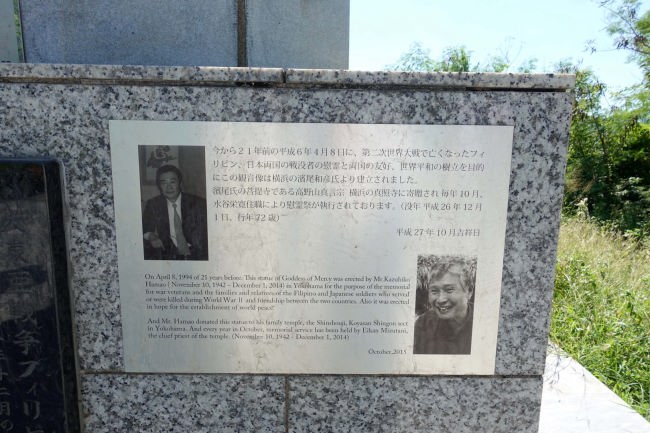 今から21年前の平成6年4月8日に、第二次世界大戦で亡くなったフィ
リピン、日本両国の戦没者の慰霊と両国の友好、世界平和の樹立を目的
にこの観音像は横浜の濱尾和彦氏より建立されました。
濱尾氏の菩提寺である高野山真言宗 横浜の真照寺に寄贈され 毎年10月、
水谷栄寛住職により慰霊祭が執行されております。(没年 平成26年12月
1日、行年72歳)
平成27年10月吉祥日
On April 8, 1994 of 21 years before. This statue of Goddess of Mercy was erected by Mr.Kazuhiko
Hamao ( November 10, 1942 – December 1, 2014) in Yokohama for the purpose of the memorial
for war veterans and the families and relatives of the Filipino and Japanese soldiers who served
or were killed during World War II and friendship between the two countries. Also it was erected
in hope for the establishment of world peace!
And Mr. Hamao donated this statue to his family temple, the Shinshouji, Koyasan Shingon sect
in Yokohama. And every year in October, memorial service has been held by Eikan Mizutani,
the chief priest of the temple. (November 10, 1942 – December 1, 2014)
October,2015